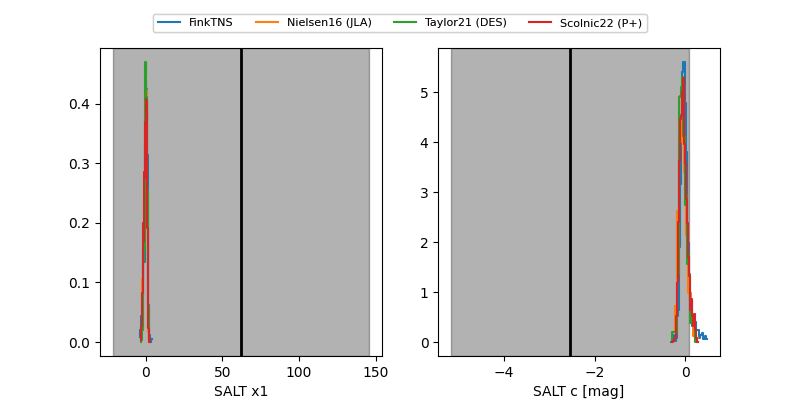 FinkTNS Nielsen16 (JLA) Taylor21 (DES) Scolnic22 (P+)
0.4
0.3
0.2
0.1
0.0
0 50 100 150
SALT x1
5
4
3
2
1
0
−4 −2 0
SALT c [mag]